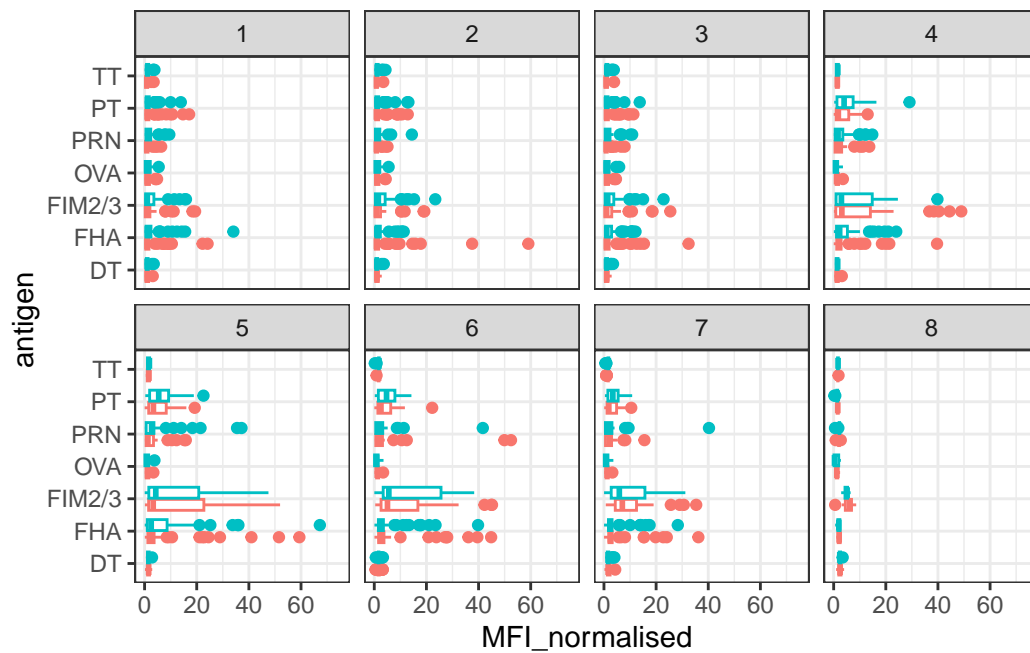 1 2 3 4
TT
PT
PRN
OVA
FIM2/3
FHA
DT
antigen
5 6 7 8
TT
PT
PRN
OVA
FIM2/3
FHA
DT
0 20 40 60 0 20 40 60 0 20 40 60 0 20 40 60
MFI_normalised